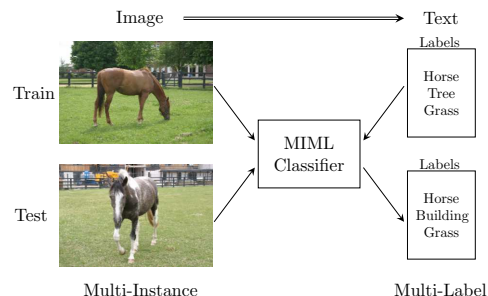 Image
Text
Labels
Train
Horse
Tree
Grass
MIML
Classifier
Labels
Test
Horse
Building
Grass
Multi-Instance
Multi-Label